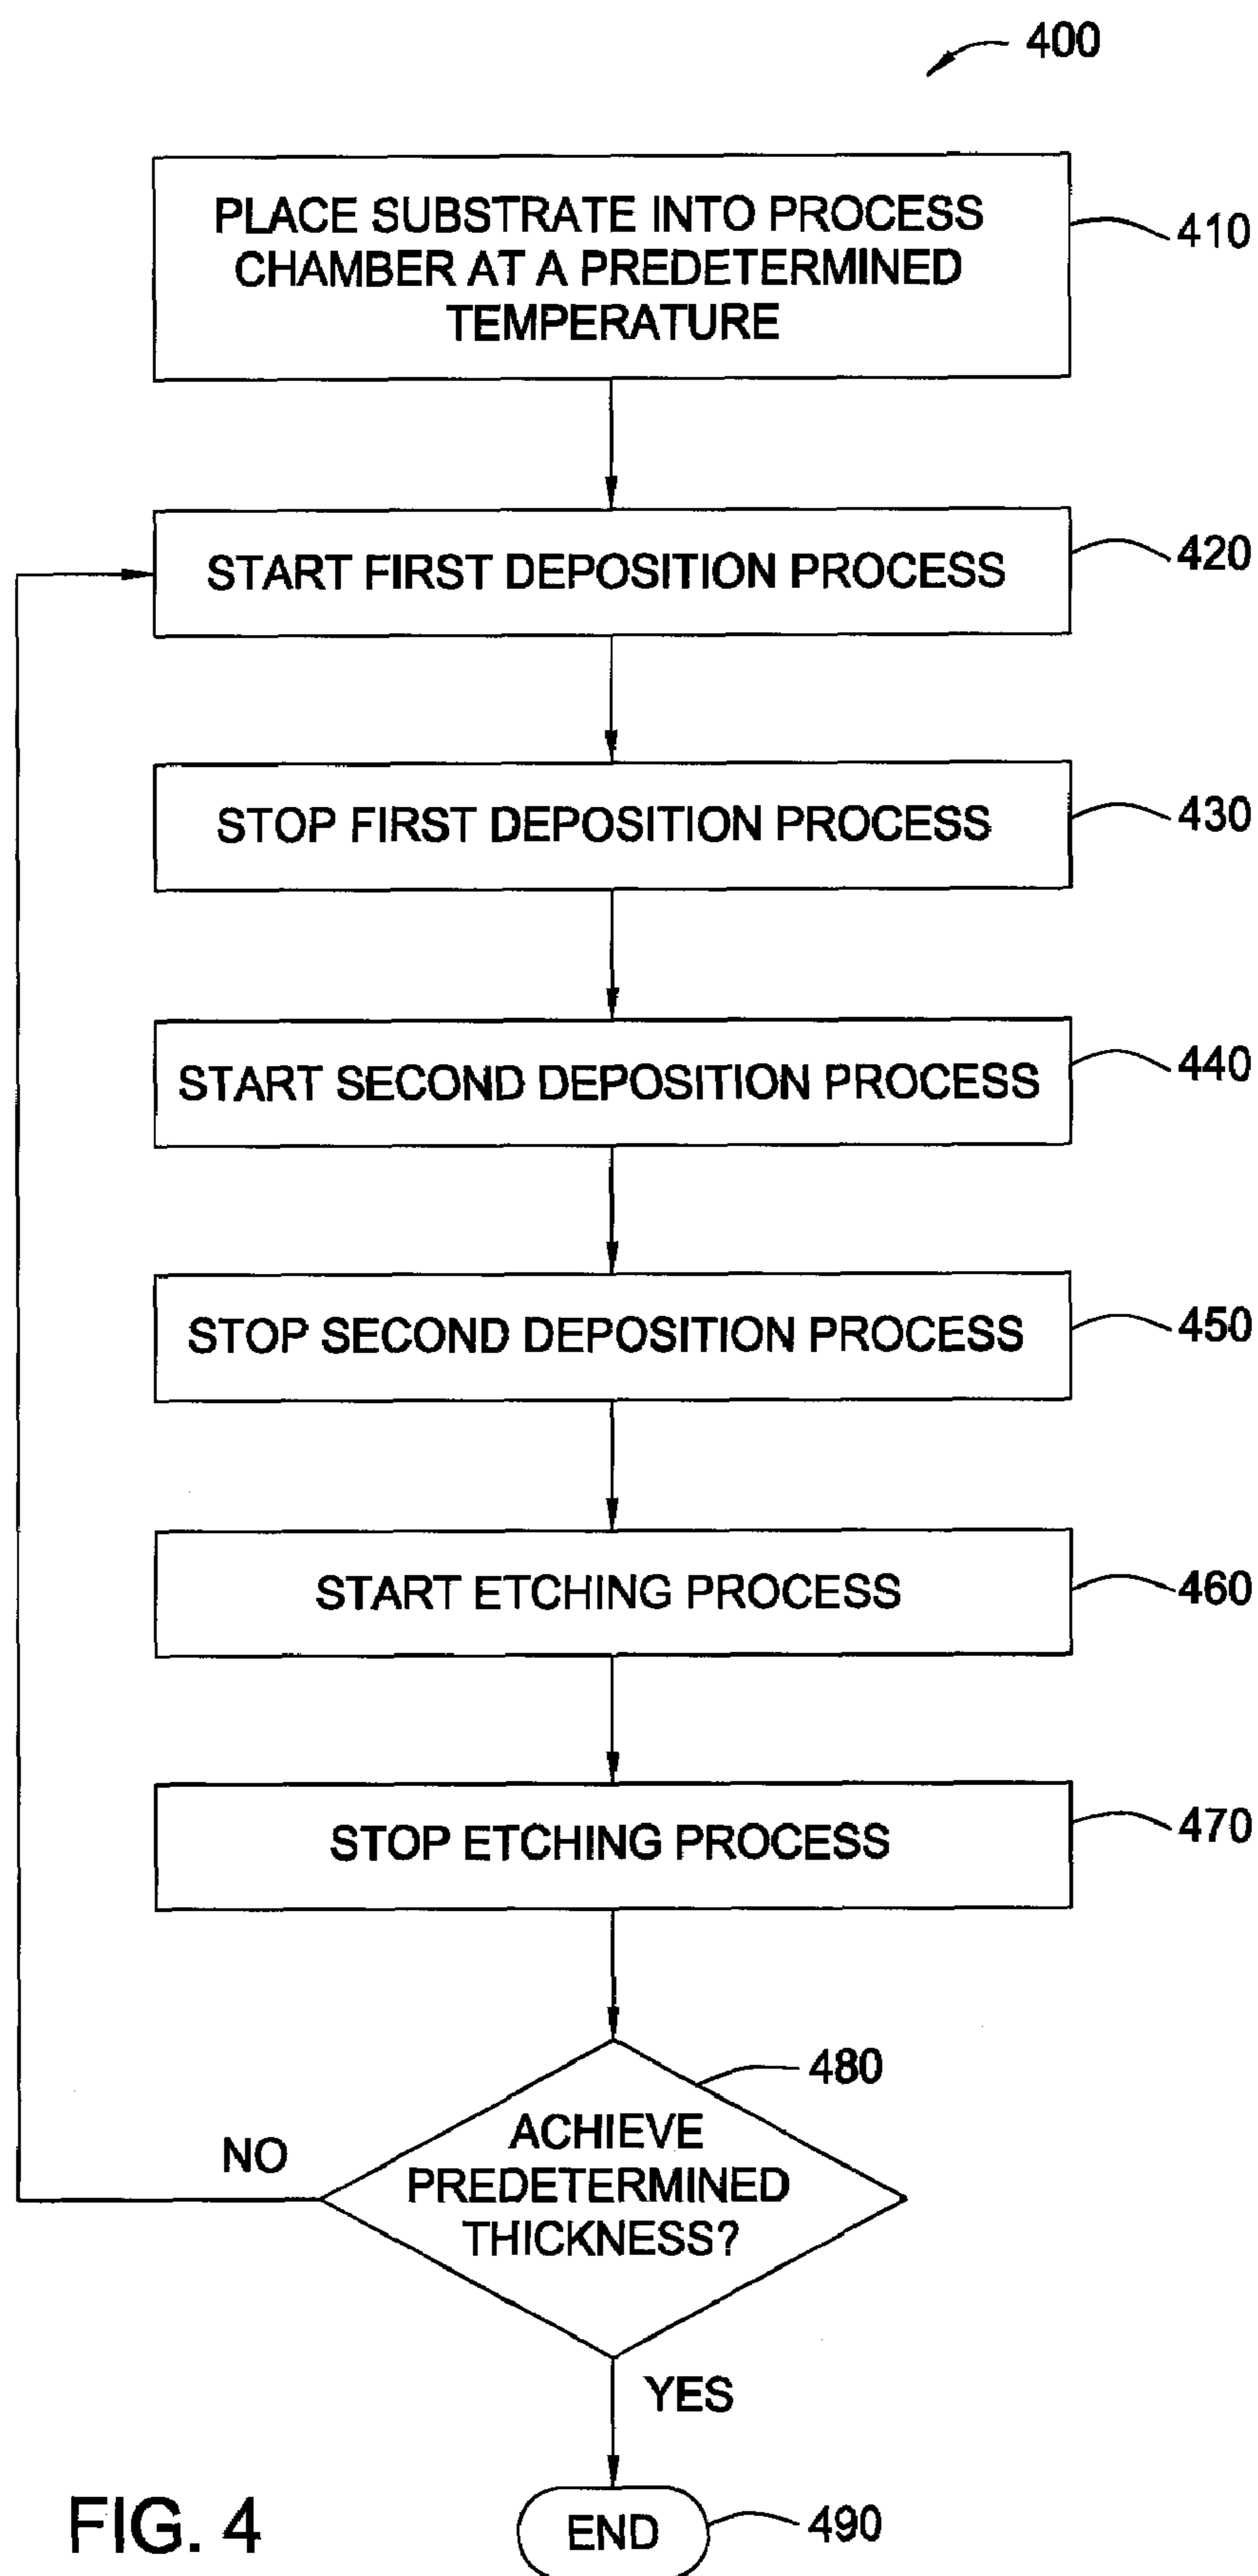 400
PLACE SUBSTRATE INTO PROCESS
CHAMBER AT A PREDETERMINED
TEMPERATURE
410
START FIRST DEPOSITION PROCESS
420
STOP FIRST DEPOSITION PROCESS
430
START SECOND DEPOSITION PROCESS
440
STOP SECOND DEPOSITION PROCESS
450
START ETCHING PROCESS
460
STOP ETCHING PROCESS
470
480
ACHIEVE
PREDETERMINED
THICKNESS?
NO
YES
END
490
FIG. 4